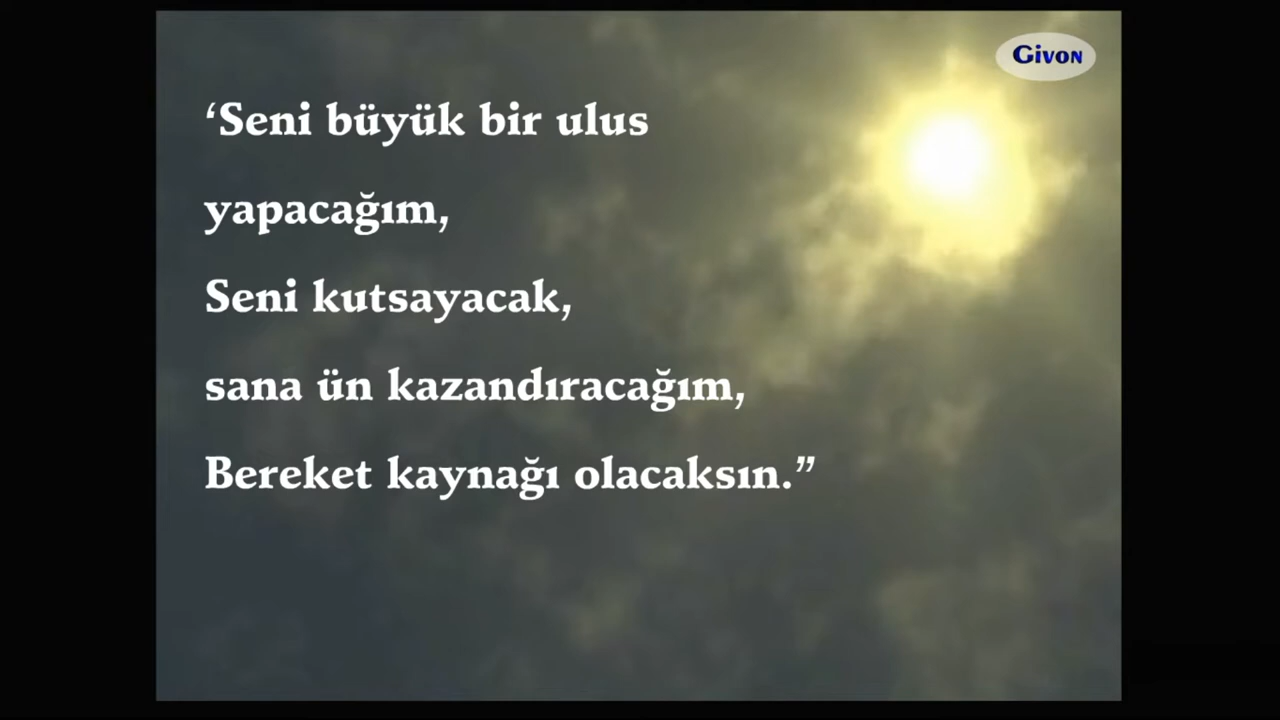 Givon
‘Seni büyük bir ulus
yapacağım,
Seni kutsayacak,
sana ün kazandıracağım,
Bereket kaynağı olacaksın.”